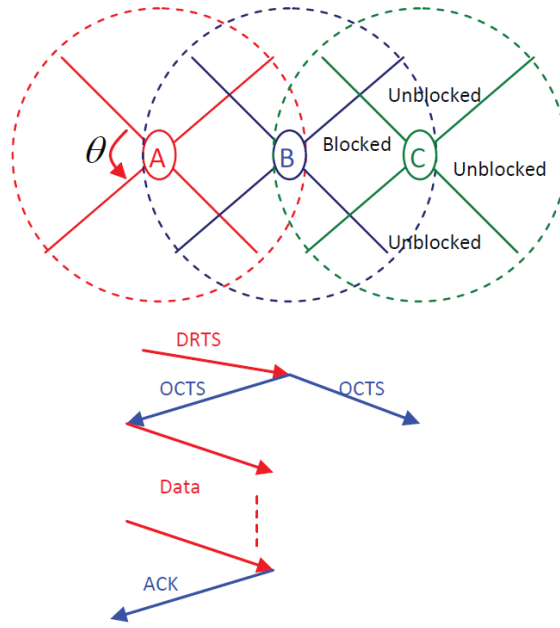 Unblocked
θ A B Blocked C Unblocked
Unblocked
DRTS
OCTS OCTS
Data
ACK